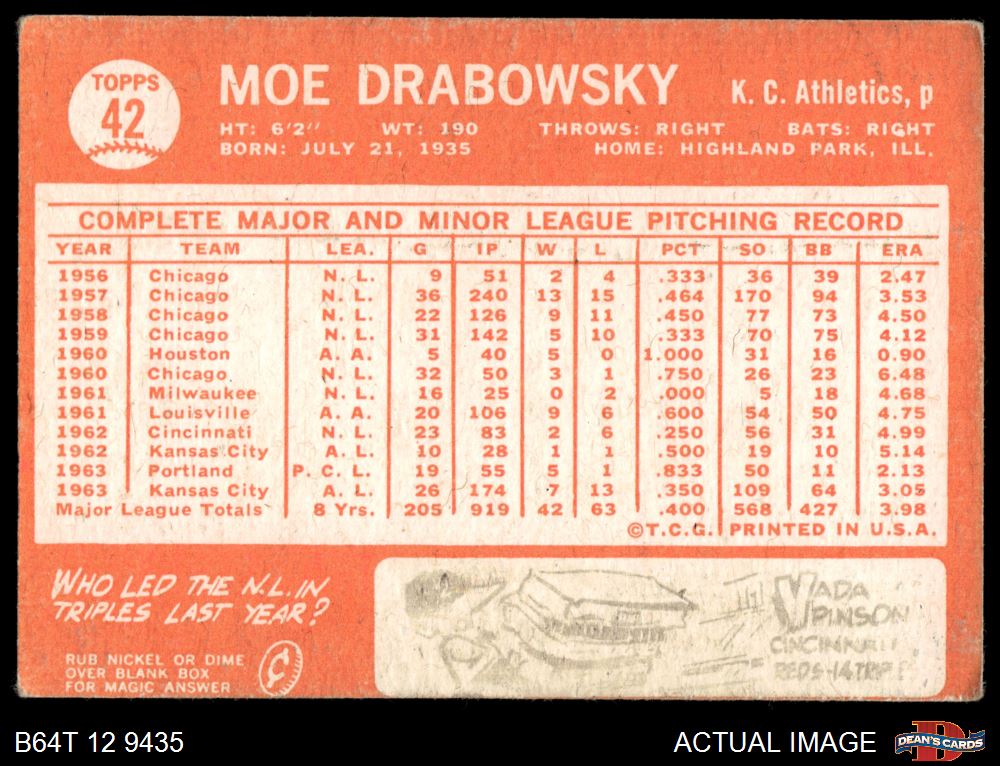 TOPPS
42
MOE DRABOWSKY
K. C. Athletics, p
HT: 6'2" WT: 190 THROWS: RIGHT BATS: RIGHT
BORN: JULY 21, 1935 HOME: HIGHLAND PARK, ILL.
COMPLETE MAJOR AND MINOR LEAGUE PITCHING RECORD
YEAR TEAM LEA. G IP W L PCT SO BB ERA
1956 Chicago N. L. 9 51 2 4 .333 36 39 2.47
1957 Chicago N. L. 36 240 13 15 .464 170 94 3.53
1958 Chicago N. L. 22 126 9 11 .450 77 73 4.50
1959 Chicago N. L. 31 142 5 10 .333 70 75 4.12
1960 Houston A. A. 5 40 5 0 1.000 31 16 0.90
1960 Chicago N. L. 32 50 3 1 .750 26 23 6.48
1961 Milwaukee N. L. 16 25 0 2 .000 5 18 4.68
1961 Louisville A. A. 20 106 9 6 .600 54 50 4.75
1962 Cincinnati N. L. 23 83 2 6 .250 56 31 4.99
1962 Kansas City A. L. 10 28 1 1 .500 19 10 5.14
1963 Portland P. C. L. 19 55 5 1 .833 50 11 2.13
1963 Kansas City A. L. 26 174 7 13 .350 109 64 3.05
Major League Totals 8 Yrs. 205 919 42 63 .400 568 427 3.98
©T.C.G. PRINTED IN U.S.A.
WHO LED THE N.L. IN
TRIPLES LAST YEAR?
RUB NICKEL OR DIME
OVER BLANK BOX
FOR MAGIC ANSWER
VADA
PINSON
CINCINNATI
REDS-14 TRIP
B64T 12 9435
ACTUAL IMAGE
DEAN'S CARDS